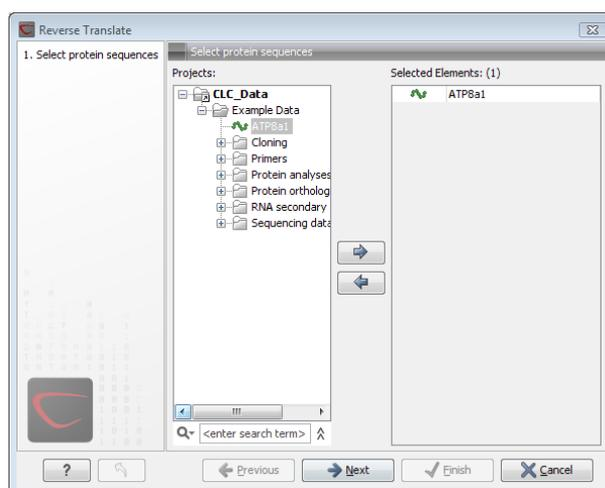 Reverse Translate
1. Select protein sequences
Select protein sequences
Projects:
CLC_Data
Example Data
ATP8a1
Cloning
Primers
Protein analyses
Protein ortholog
RNA secondary
Sequencing data
<enter search term>
Selected Elements: (1)
ATP8a1
?
Previous
Next
Finish
Cancel